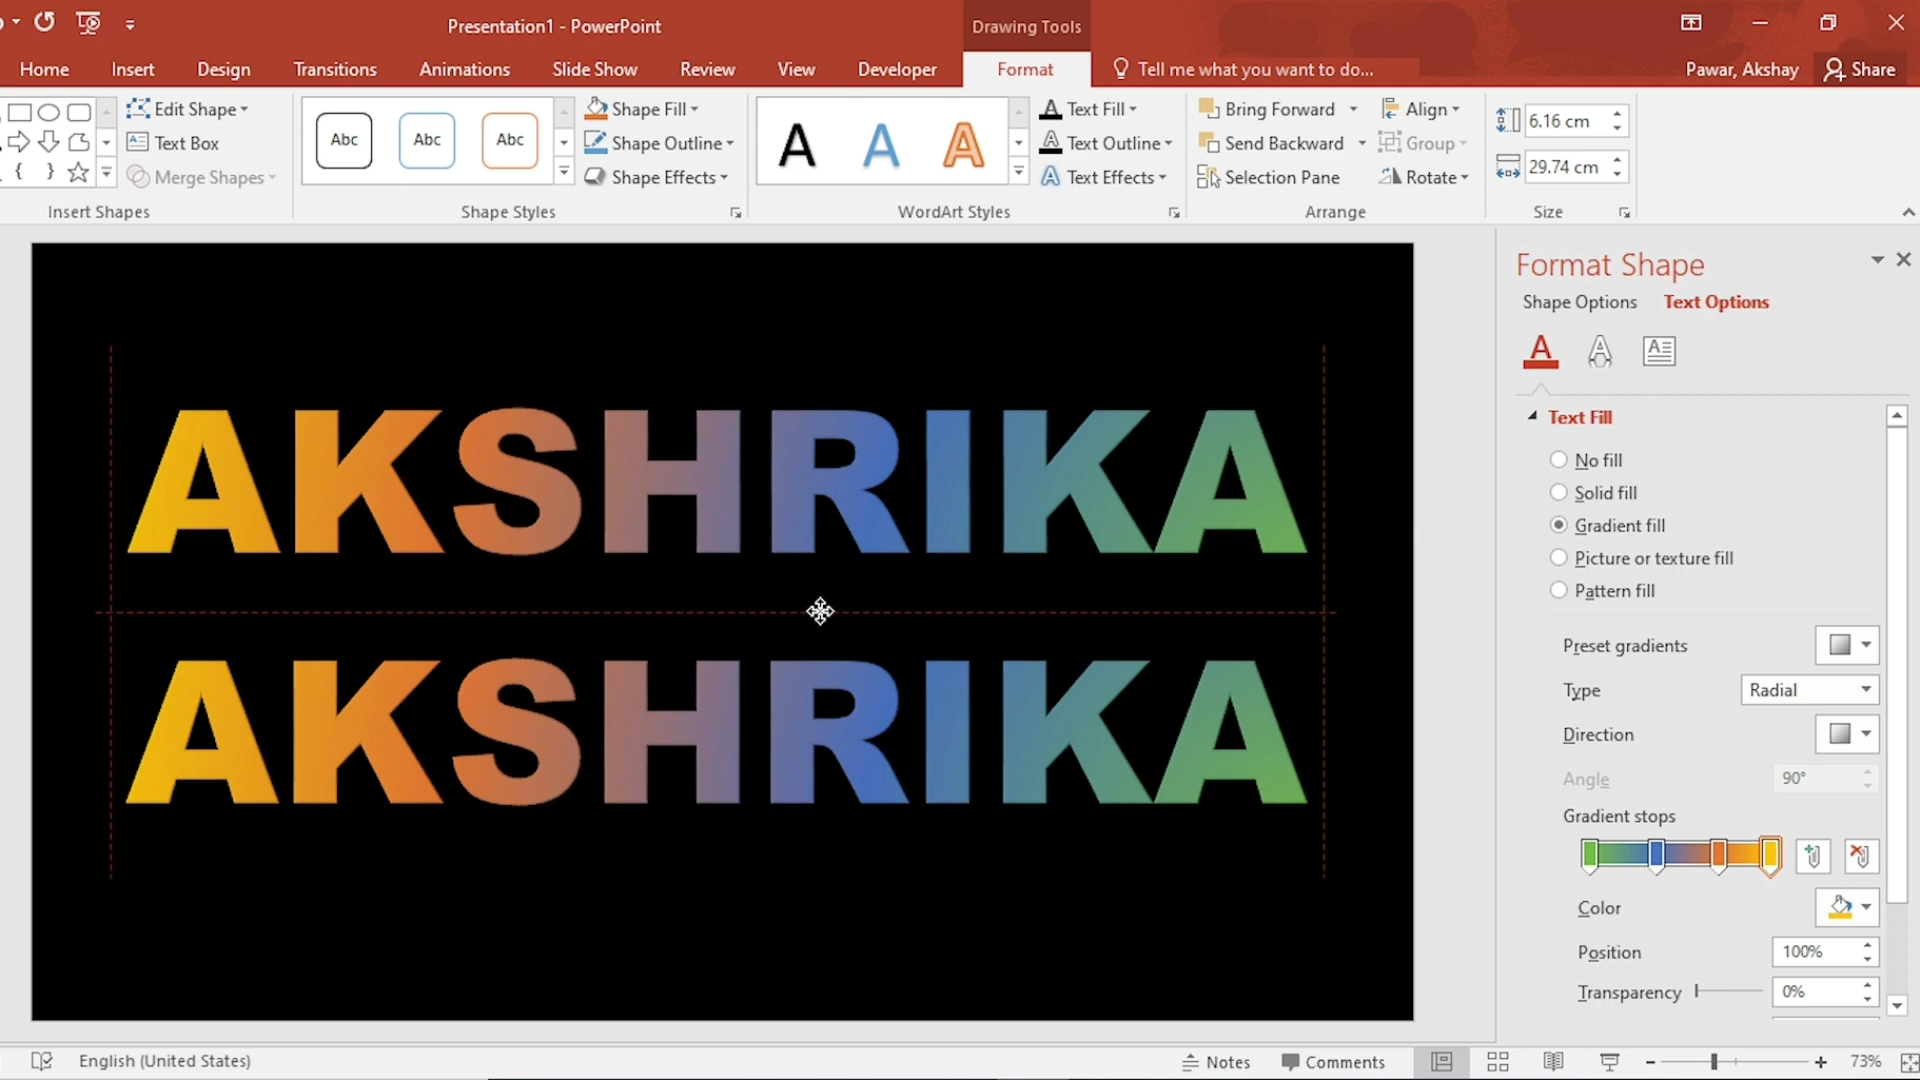 Presentation1 - PowerPoint
Drawing Tools
Home Insert Design Transitions Animations Slide Show Review View Developer Format Tell me what you want to do... Pawar, Akshay Share
Edit Shape Abc Abc Abc Shape Fill A A A Text Fill Bring Forward Align 6.16 cm
Text Box Shape Outline Text Outline Send Backward Group
Merge Shapes Shape Effects Text Effects Selection Pane Rotate 29.74 cm
Insert Shapes Shape Styles WordArt Styles Arrange Size
AKSHRIKA
AKSHRIKA
Format Shape
Shape Options Text Options
Text Fill
No fill
Solid fill
Gradient fill
Picture or texture fill
Pattern fill
Preset gradients
Type Radial
Direction
Angle 90°
Gradient stops
Color
Position 100%
Transparency 0%
English (United States) Notes Comments 73%